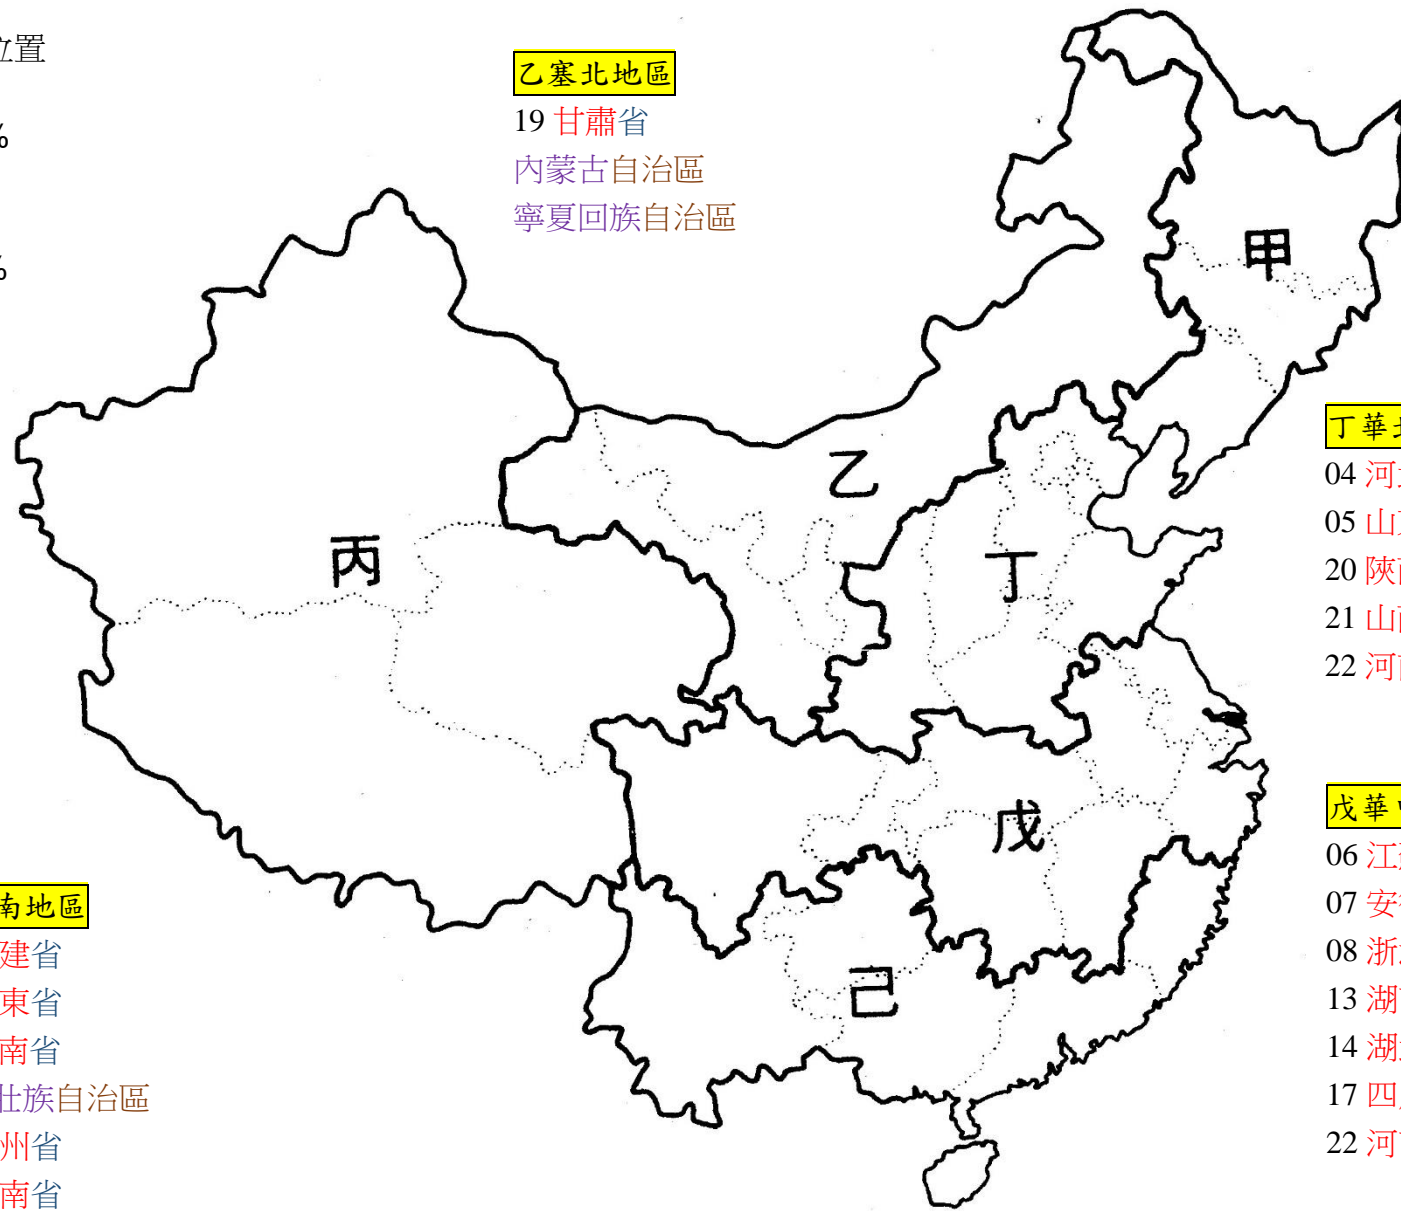 位置
%
%
乙塞北地區
19 甘肅省
內蒙古自治區
寧夏回族自治區
甲
乙
丙
丁
戊
己
丁華
04 河
05 山
20 陝
21 山
22 河
戊華
06 江
07 安
08 浙
13 湖
14 湖
17 四
22 河
南地區
建省
東省
南省
壯族自治區
州省
南省